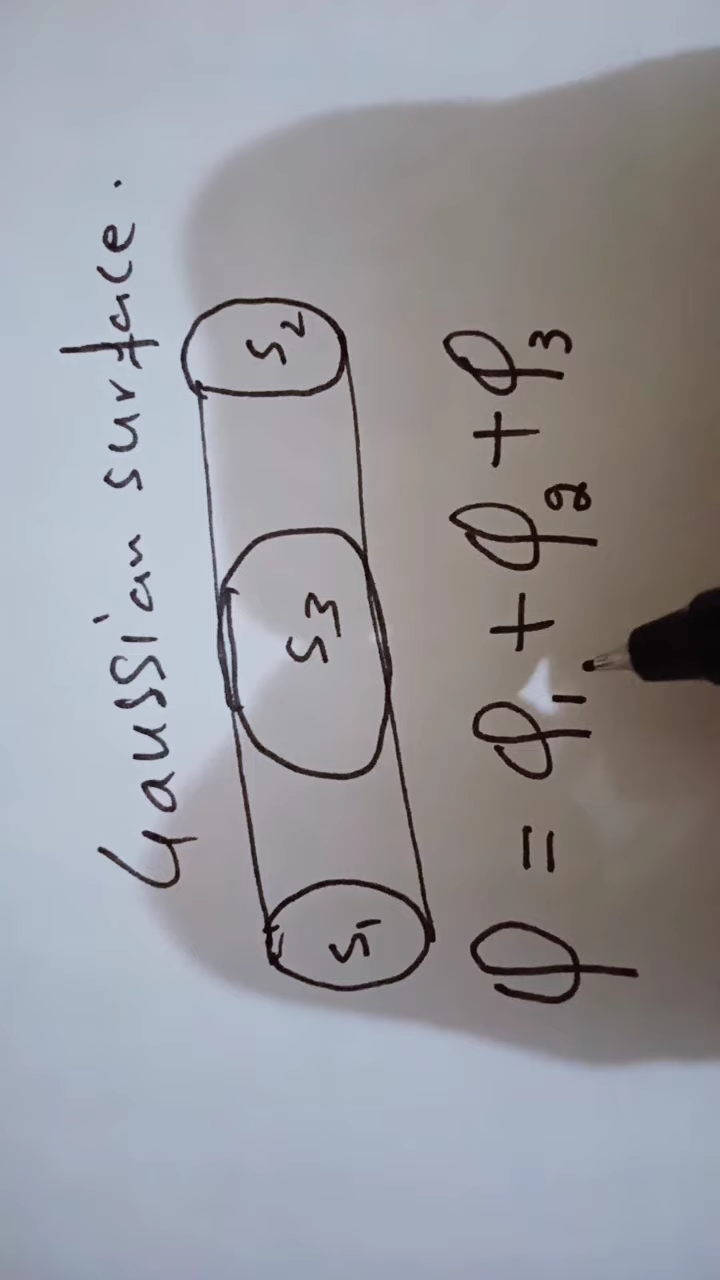 Gaussian surface.
S1 S3 S2
φ = φ1 + φ2 + φ3